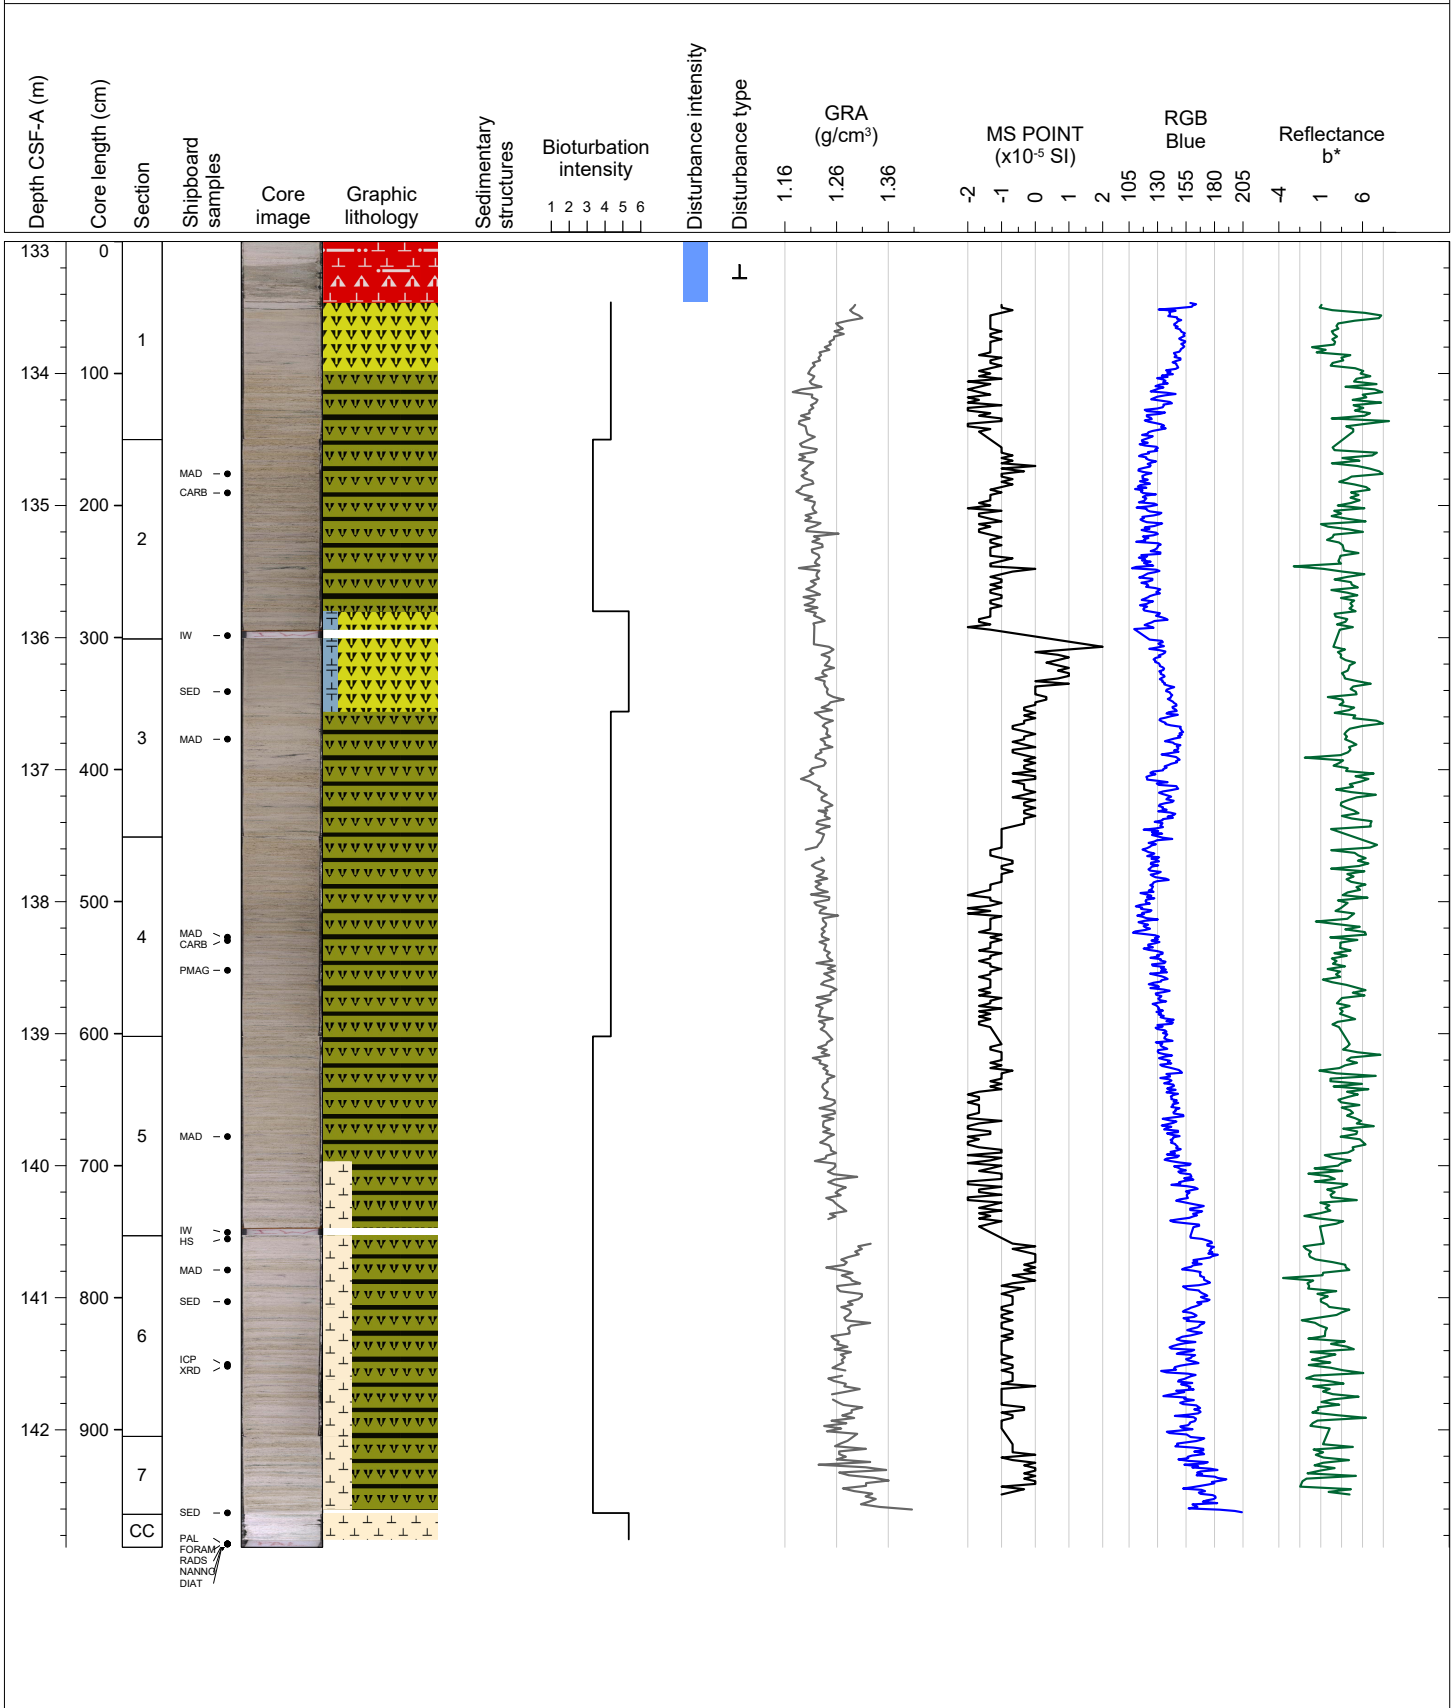 Depth CSF-A (m)
Core length (cm)
Section
Shipboard
samples
Core
image
Graphic
lithology
Sedimentary
structures
Bioturbation
intensity
1 2 3 4 5 6
Disturbance intensity
Disturbance type
GRA
(g/cm³)
1.16 1.26 1.36
MS POINT
(x10⁻⁵ SI)
-2 -1 0 1 2
RGB
Blue
105 130 155 180 205
Reflectance
b*
-4 1 6
133 0
1
134 100
MAD
CARB
135 200
2
136 300
IW
SED
3
MAD
137 400
138 500
4
MAD
CARB
PMAG
139 600
5
MAD
140 700
IW
HS
MAD
141 800
SED
6
ICP
XRD
142 900
7
SED
CC
PAL
FORAM
RADS
NANNO
DIAT